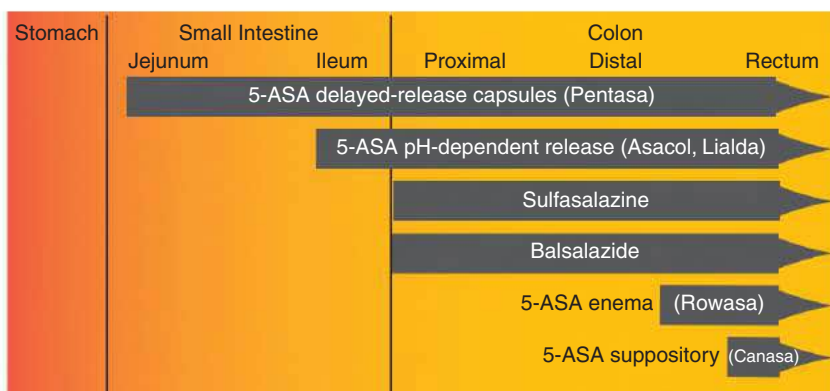 Stomach Small Intestine Colon
Jejunum Ileum Proximal Distal Rectum
5-ASA delayed-release capsules (Pentasa)
5-ASA pH-dependent release (Asacol, Lialda)
Sulfasalazine
Balsalazide
5-ASA enema (Rowasa)
5-ASA suppository (Canasa)